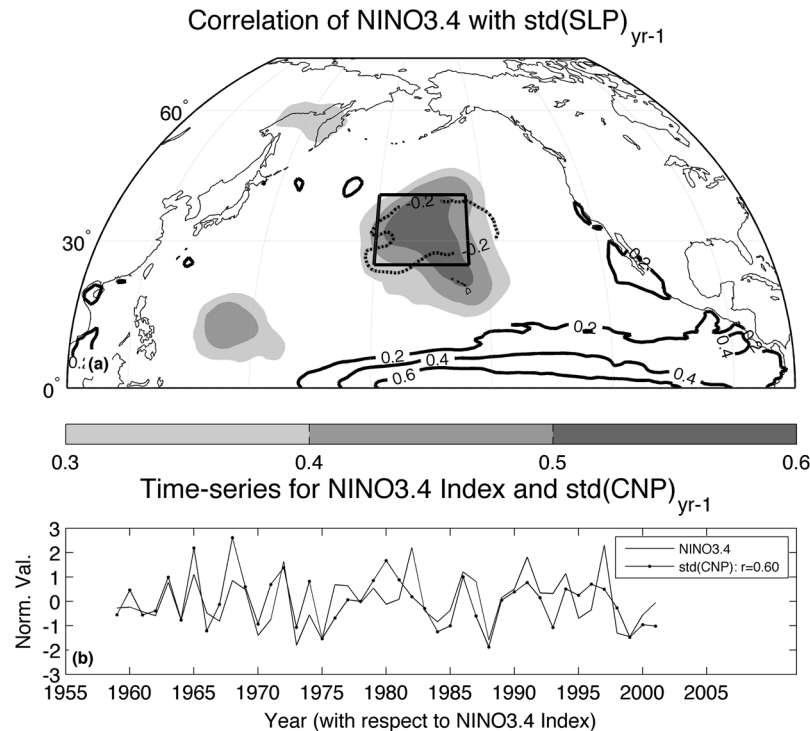 Correlation of NINO3.4 with std(SLP)yr-1
60°
30°
0°
-0.2
-0.2
0.2
0.2
0.4
0.2
0.4
0.6
0.4
(a)
0.3 0.4 0.5 0.6
Time-series for NINO3.4 Index and std(CNP)yr-1
Norm. Val.
3
2
1
0
-1
-2
-3
NINO3.4
std(CNP): r=0.60
(b)
1955 1960 1965 1970 1975 1980 1985 1990 1995 2000 2005
Year (with respect to NINO3.4 Index)